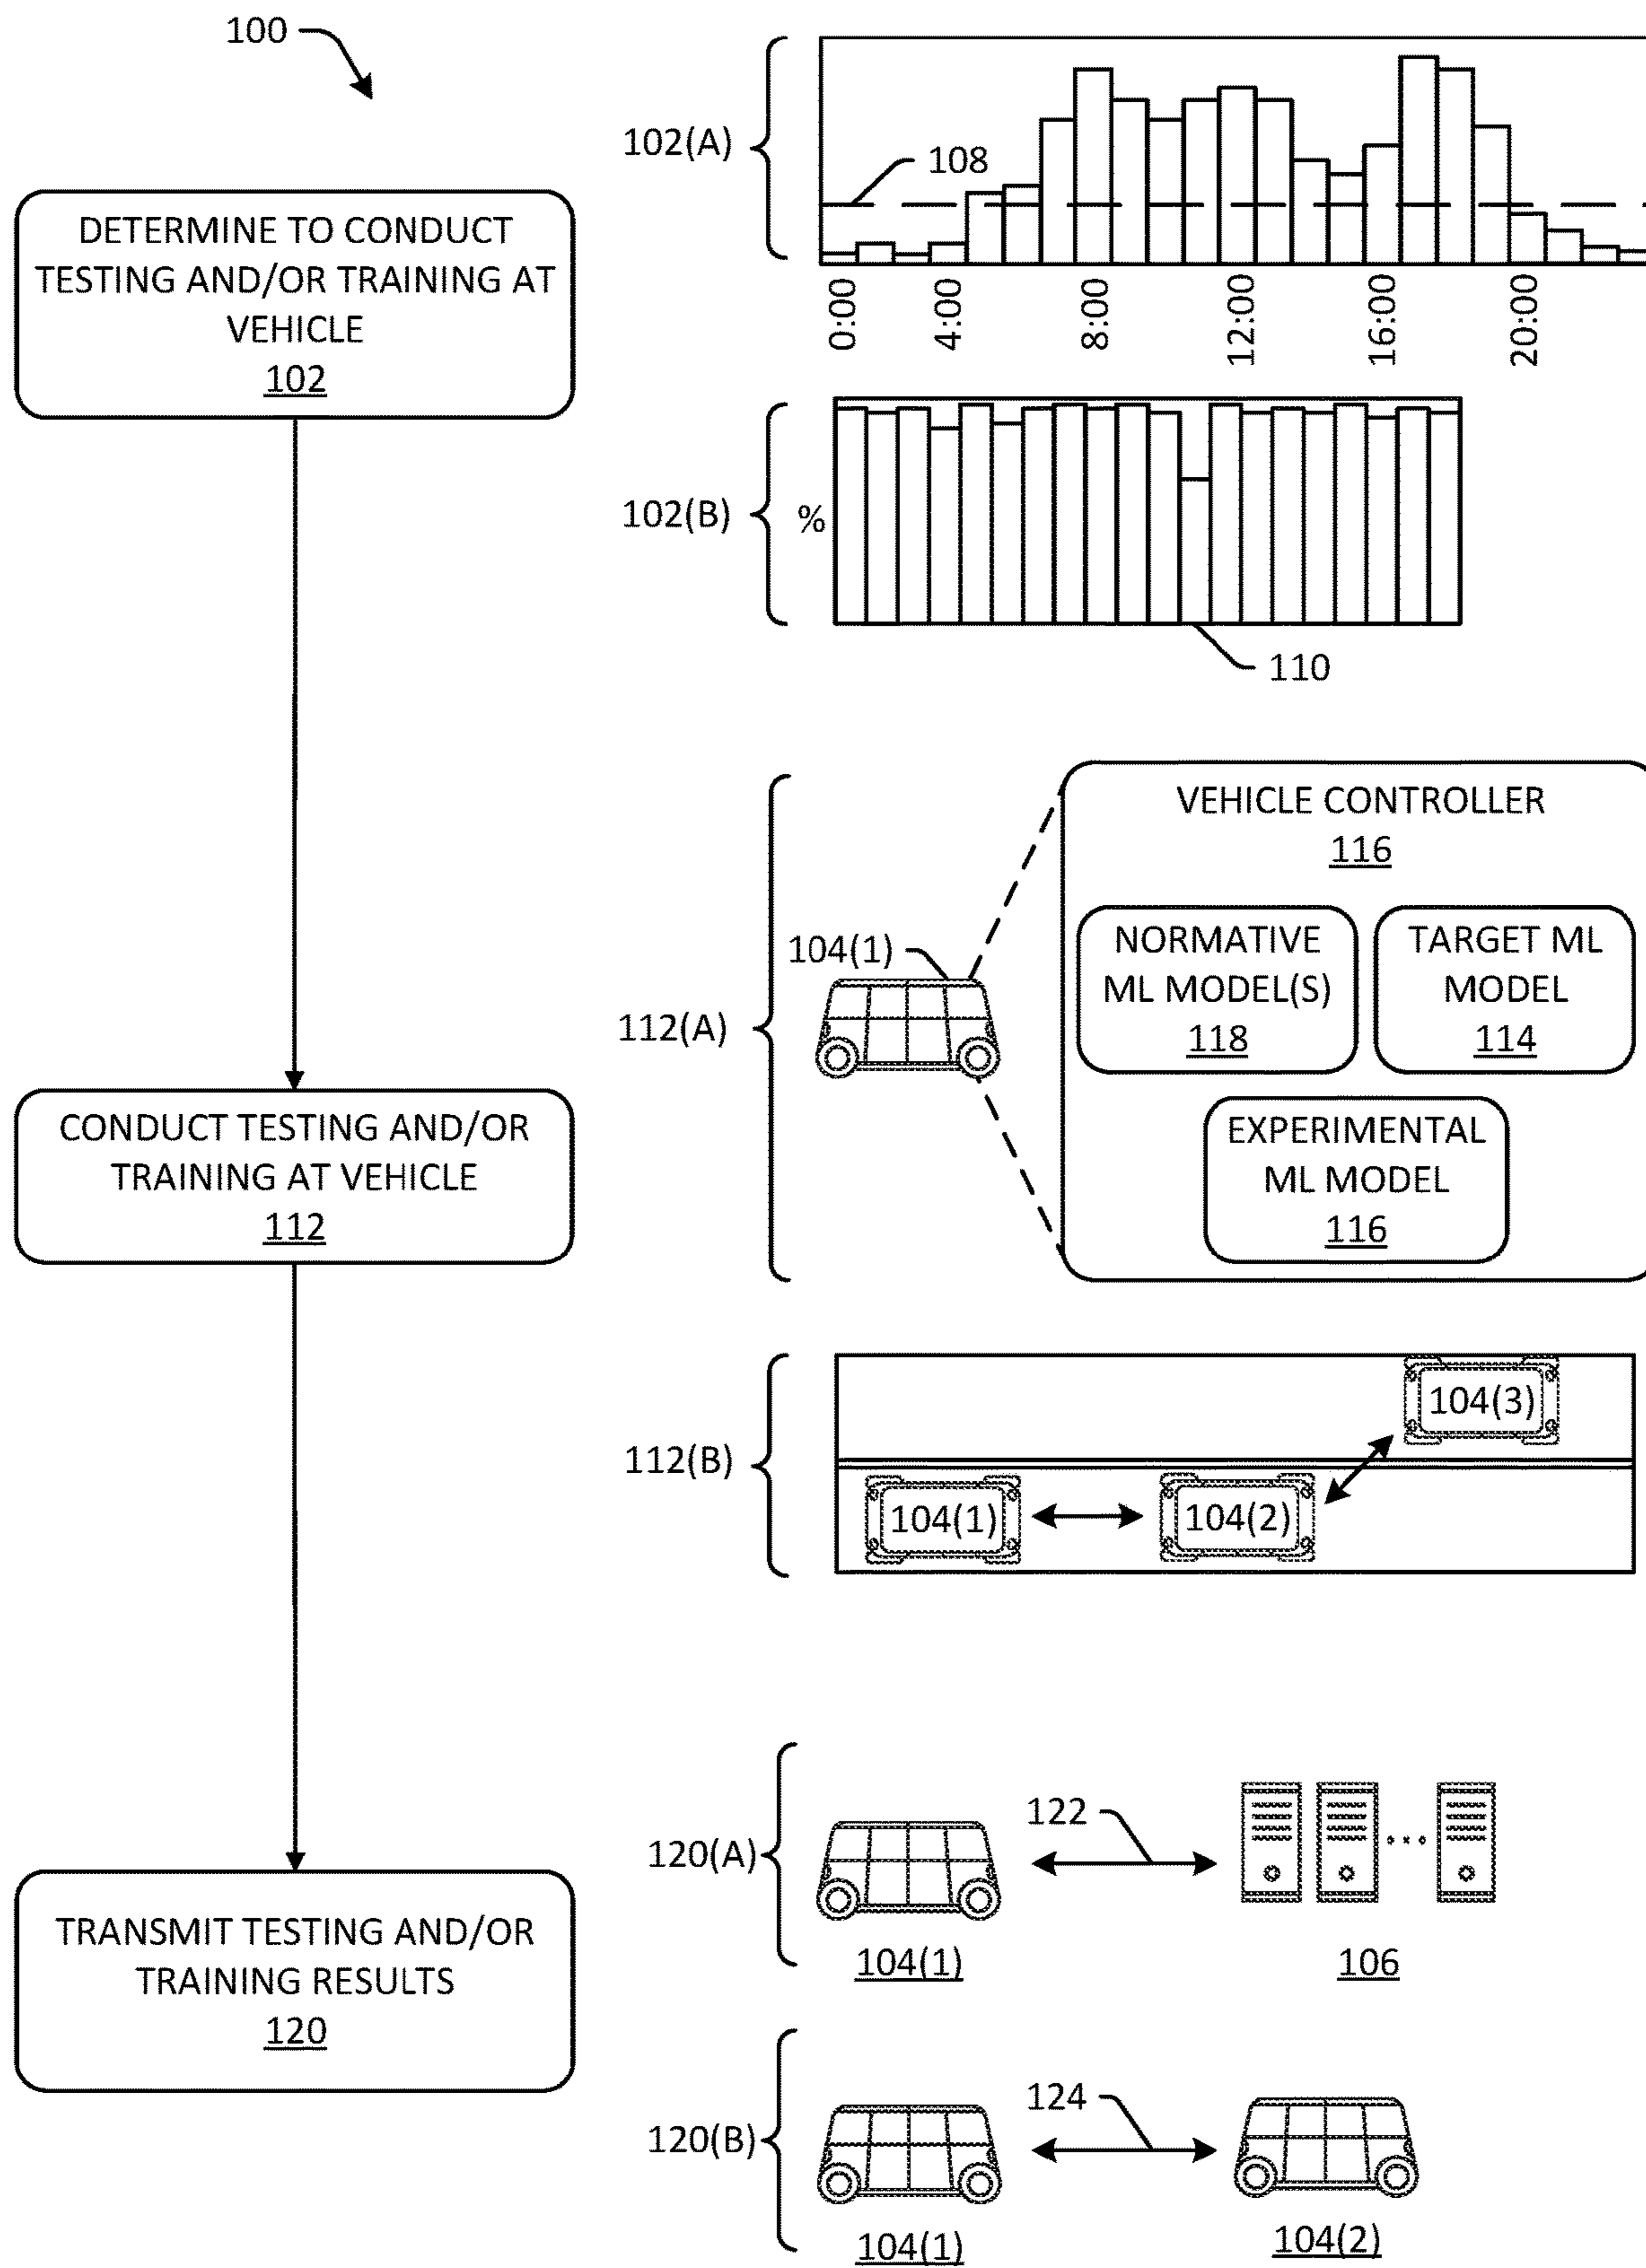 100
DETERMINE TO CONDUCT
TESTING AND/OR TRAINING AT
VEHICLE
102
102(A)
108
0:00
4:00
8:00
12:00
16:00
20:00
102(B)
%
110
CONDUCT TESTING AND/OR
TRAINING AT VEHICLE
112
112(A)
104(1)
VEHICLE CONTROLLER
116
NORMATIVE
ML MODEL(S)
118
TARGET ML
MODEL
114
EXPERIMENTAL
ML MODEL
116
112(B)
104(1)
104(2)
104(3)
TRANSMIT TESTING AND/OR
TRAINING RESULTS
120
120(A)
104(1)
122
106
120(B)
104(1)
124
104(2)